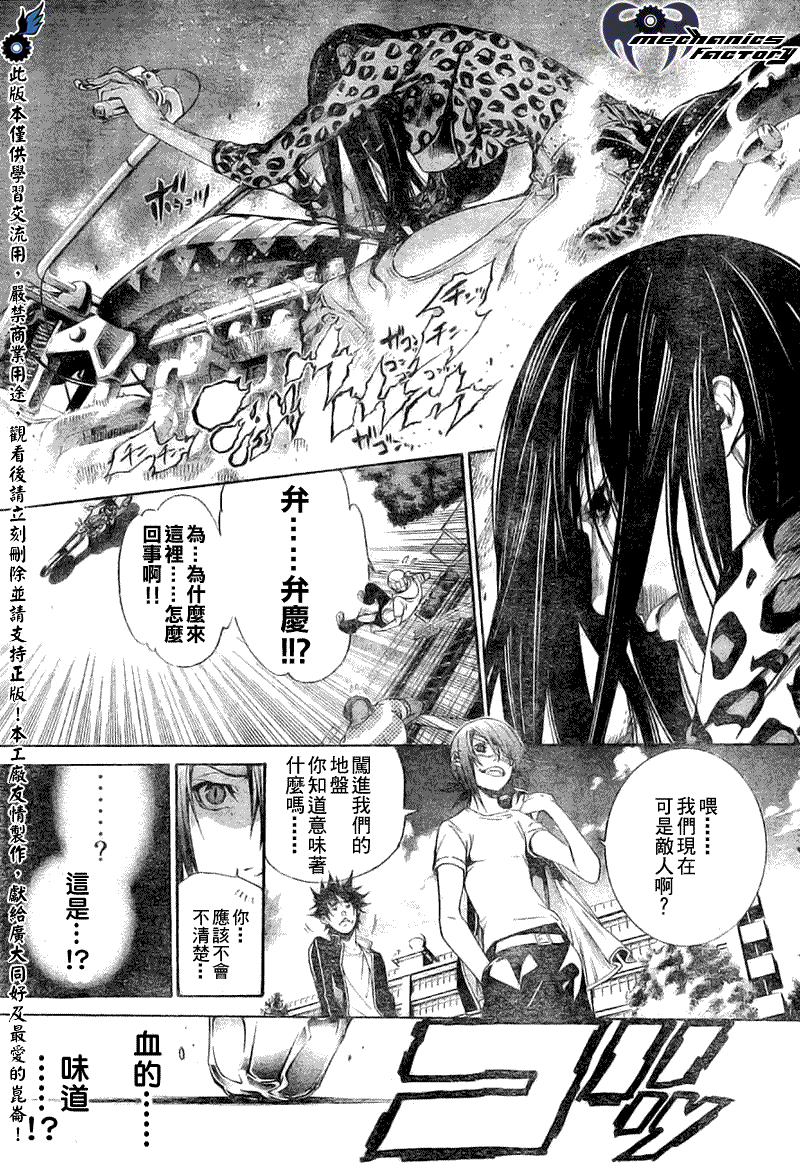 Mechanics
Factory
此版本僅供學習交流用，嚴禁商業用途，觀看後請立刻刪除並請支持正版！本工廠友情製作，獻給廣大同好及最愛的崑崙！
弁……弁慶!!?
為…為什麼來
這裡……怎麼
回事啊!!
喂……
我們現在
可是敵人啊？
闖進我們的
地盤
你知道意味著
什麼嗎……
你…
應該不會
不清楚…
……？
這是…!?
血的……
味道
……!?